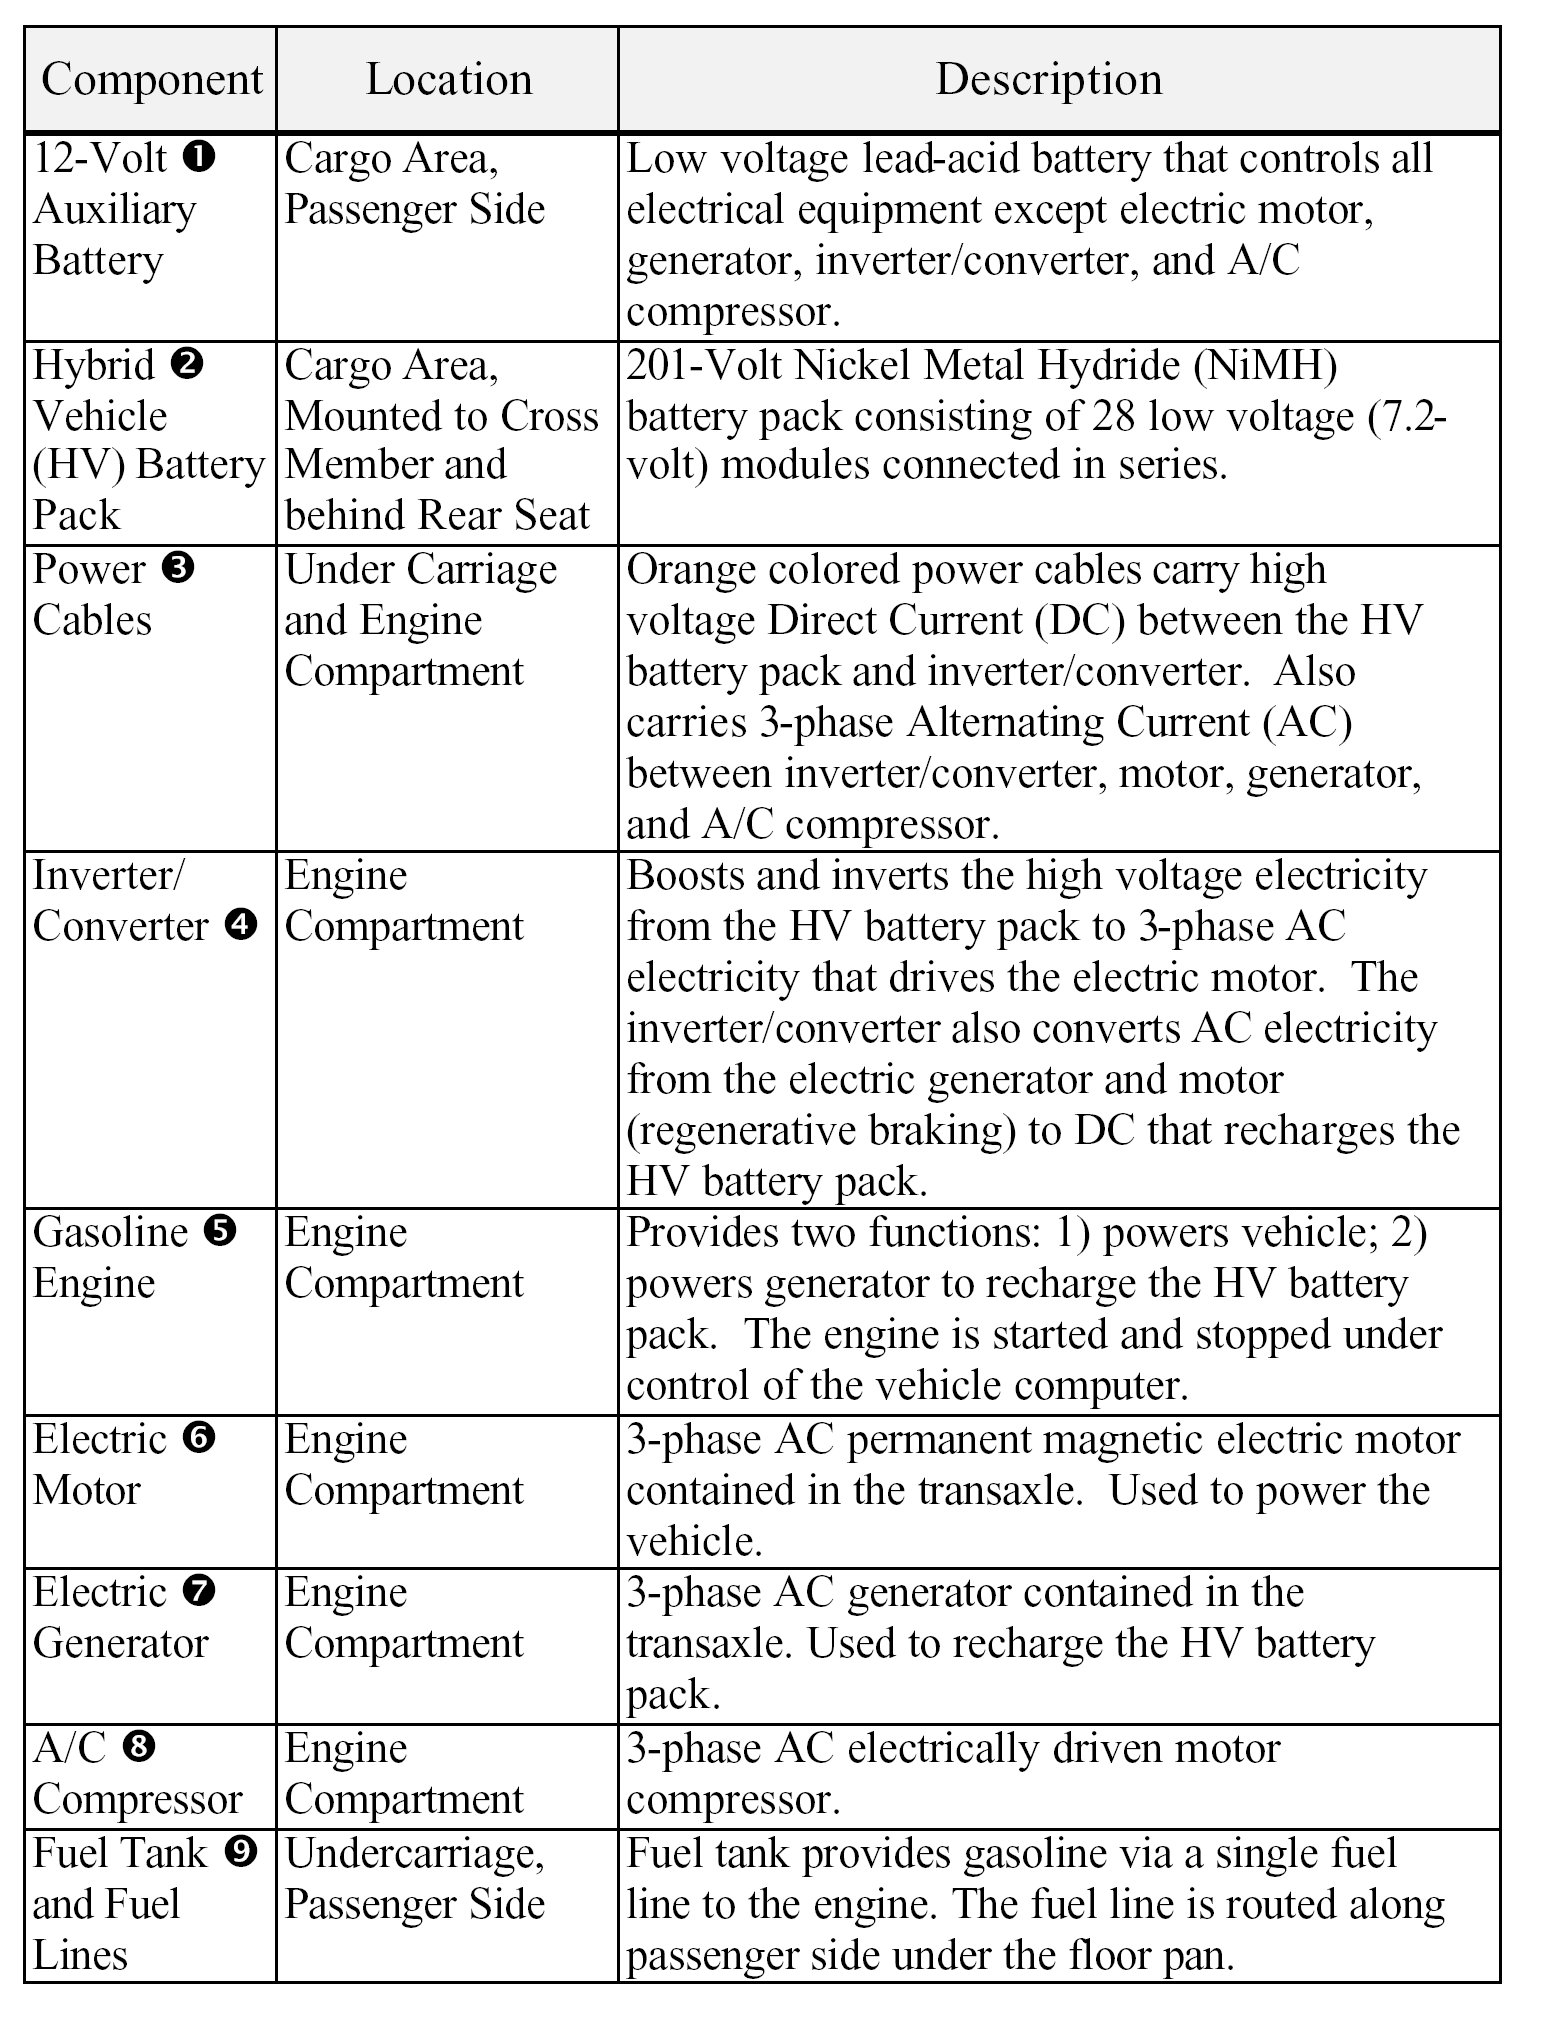 Component Location Description
12-Volt ❶ Cargo Area, Low voltage lead-acid battery that controls all
Auxiliary Passenger Side electrical equipment except electric motor,
Battery generator, inverter/converter, and A/C
compressor.
Hybrid ❷ Cargo Area, 201-Volt Nickel Metal Hydride (NiMH)
Vehicle Mounted to Cross battery pack consisting of 28 low voltage (7.2-
(HV) Battery Member and volt) modules connected in series.
Pack behind Rear Seat
Power ❸ Under Carriage Orange colored power cables carry high
Cables and Engine voltage Direct Current (DC) between the HV
Compartment battery pack and inverter/converter.  Also
carries 3-phase Alternating Current (AC)
between inverter/converter, motor, generator,
and A/C compressor.
Inverter/ Engine Boosts and inverts the high voltage electricity
Converter ❹ Compartment from the HV battery pack to 3-phase AC
electricity that drives the electric motor.  The
inverter/converter also converts AC electricity
from the electric generator and motor
(regenerative braking) to DC that recharges the
HV battery pack.
Gasoline ❺ Engine Provides two functions: 1) powers vehicle; 2)
Engine Compartment powers generator to recharge the HV battery
pack.  The engine is started and stopped under
control of the vehicle computer.
Electric ❻ Engine 3-phase AC permanent magnetic electric motor
Motor Compartment contained in the transaxle.  Used to power the
vehicle.
Electric ❼ Engine 3-phase AC generator contained in the
Generator Compartment transaxle. Used to recharge the HV battery
pack.
A/C ❽ Engine 3-phase AC electrically driven motor
Compressor Compartment compressor.
Fuel Tank ❾ Undercarriage, Fuel tank provides gasoline via a single fuel
and Fuel Passenger Side line to the engine. The fuel line is routed along
Lines passenger side under the floor pan.